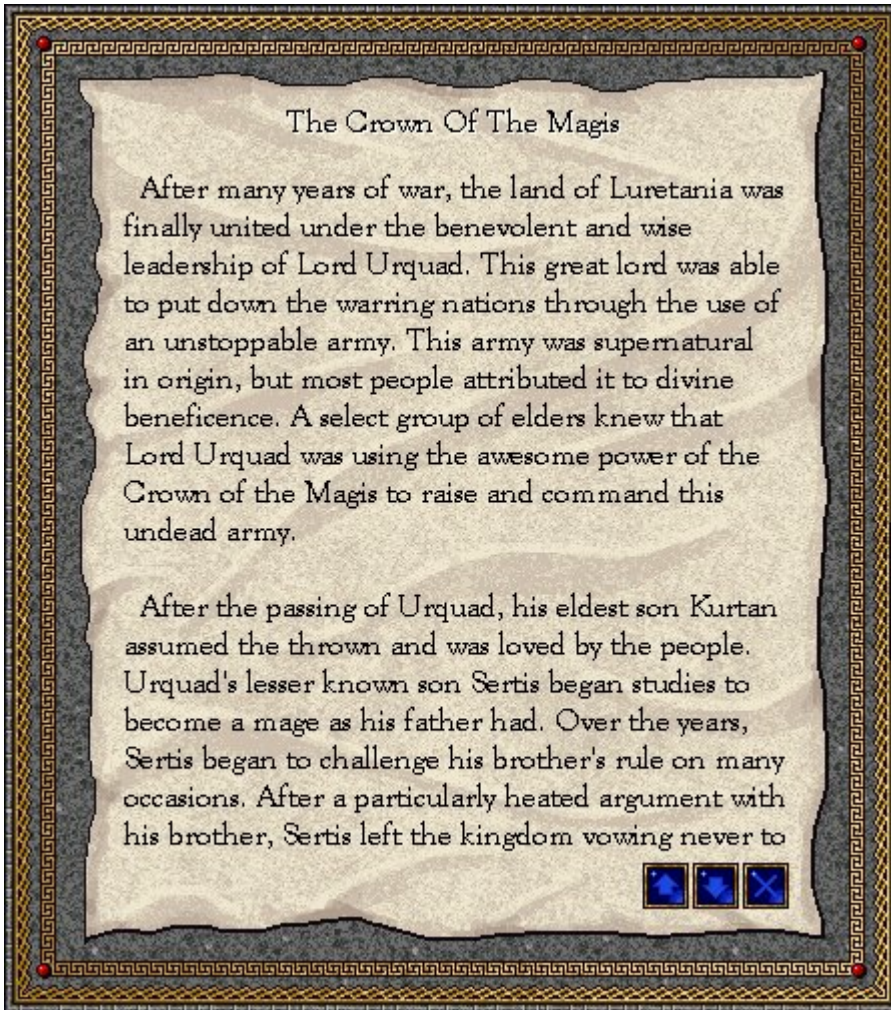 The Crown Of The Magis
After many years of war, the land of Luretania was
finally united under the benevolent and wise
leadership of Lord Urquad. This great lord was able
to put down the warring nations through the use of
an unstoppable army. This army was supernatural
in origin, but most people attributed it to divine
beneficence. A select group of elders knew that
Lord Urquad was using the awesome power of the
Crown of the Magis to raise and command this
undead army.
After the passing of Urquad, his eldest son Kurtan
assumed the thrown and was loved by the people.
Urquad's lesser known son Sertis began studies to
become a mage as his father had. Over the years,
Sertis began to challenge his brother's rule on many
occasions. After a particularly heated argument with
his brother, Sertis left the kingdom vowing never to